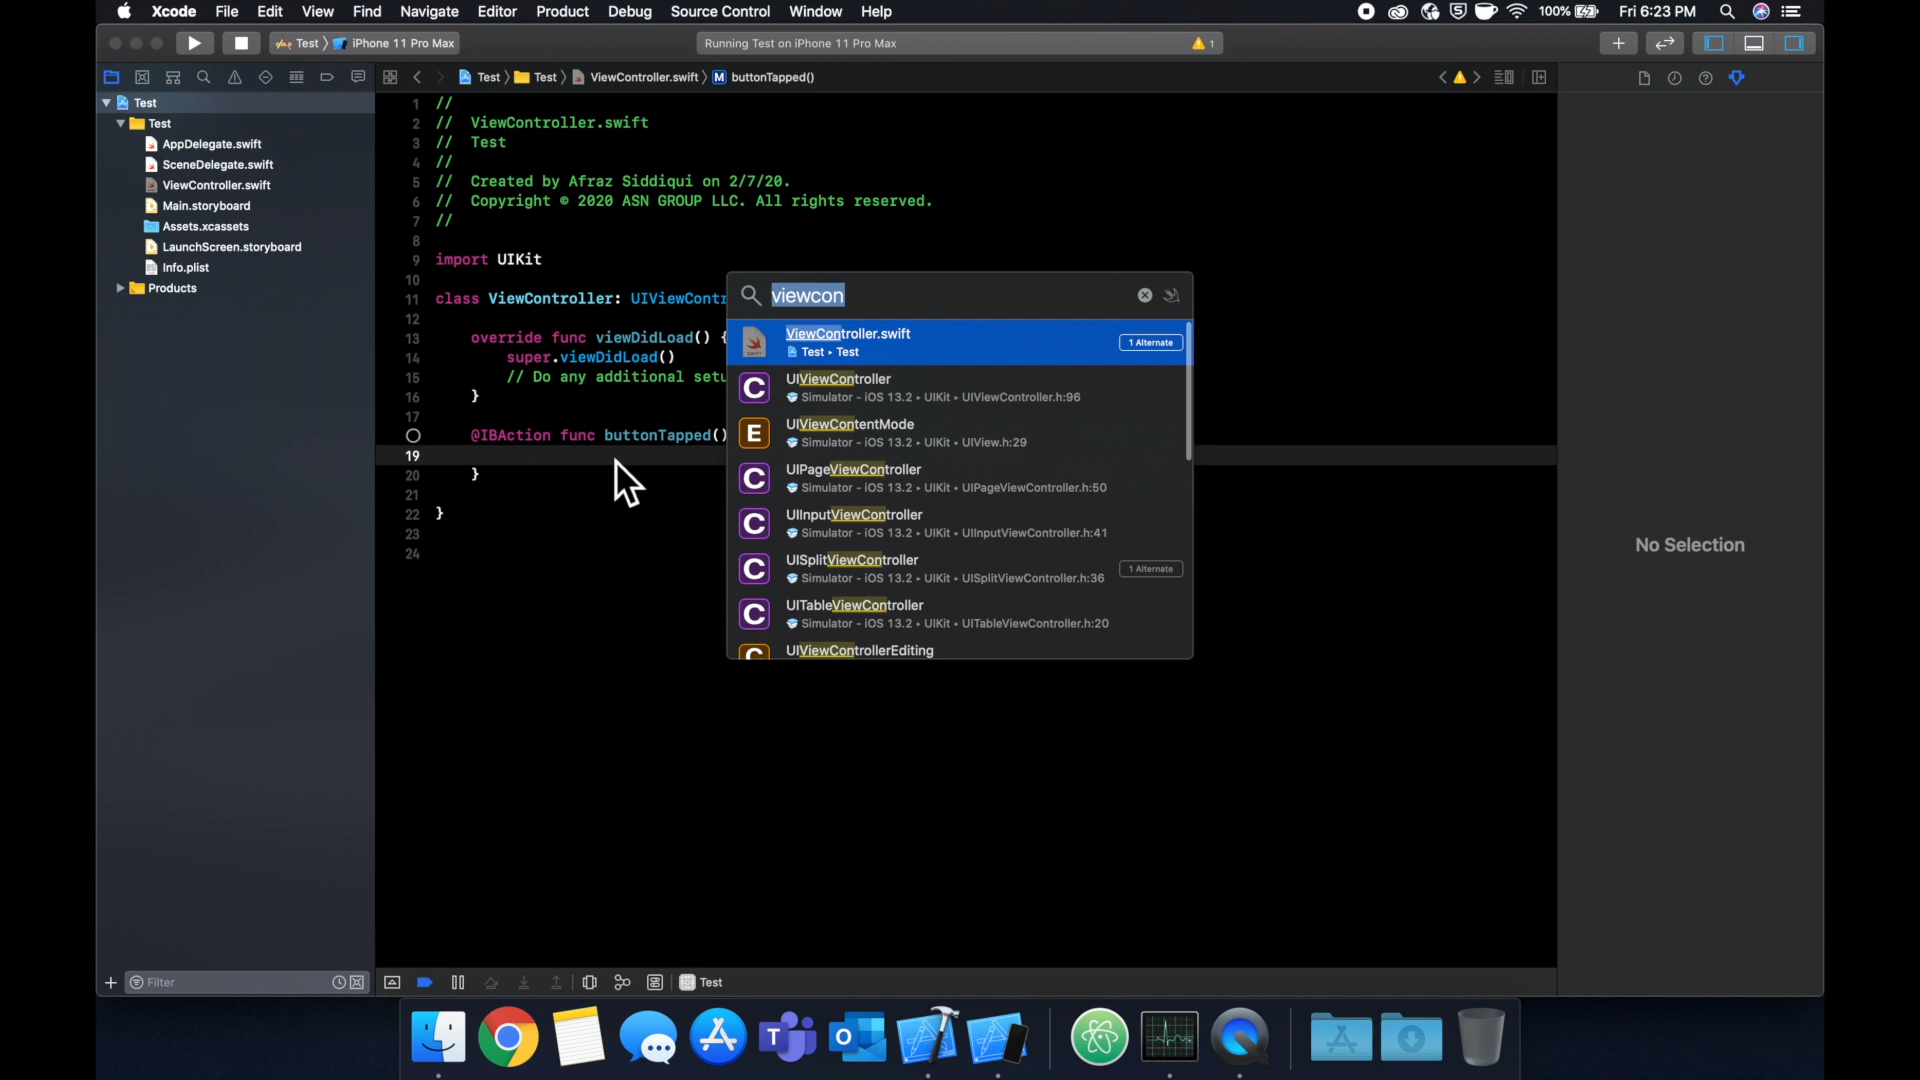 Xcode File Edit View Find Navigate Editor Product Debug Source Control Window Help 100% Fri 6:23 PM
Test iPhone 11 Pro Max Running Test on iPhone 11 Pro Max 1
Test Test ViewController.swift M buttonTapped()
Test
Test
AppDelegate.swift
SceneDelegate.swift
ViewController.swift
Main.storyboard
Assets.xcassets
LaunchScreen.storyboard
Info.plist
Products
1 //
2 // ViewController.swift
3 // Test
4 //
5 // Created by Afraz Siddiqui on 2/7/20.
6 // Copyright © 2020 ASN GROUP LLC. All rights reserved.
7 //
8
9 import UIKit
10
11 class ViewController: UIViewContr
12
13 override func viewDidLoad() {
14 super.viewDidLoad()
15 // Do any additional setu
16 }
17
@IBAction func buttonTapped()
19
20 }
21
22 }
23
24
viewcon
ViewController.swift
Test ▸ Test
1 Alternate
C UIViewController
Simulator - iOS 13.2 ▸ UIKit ▸ UIViewController.h:96
E UIViewContentMode
Simulator - iOS 13.2 ▸ UIKit ▸ UIView.h:29
C UIPageViewController
Simulator - iOS 13.2 ▸ UIKit ▸ UIPageViewController.h:50
C UIInputViewController
Simulator - iOS 13.2 ▸ UIKit ▸ UIInputViewController.h:41
C UISplitViewController
Simulator - iOS 13.2 ▸ UIKit ▸ UISplitViewController.h:36
1 Alternate
C UITableViewController
Simulator - iOS 13.2 ▸ UIKit ▸ UITableViewController.h:20
C UIViewControllerEditing
No Selection
Filter
Test